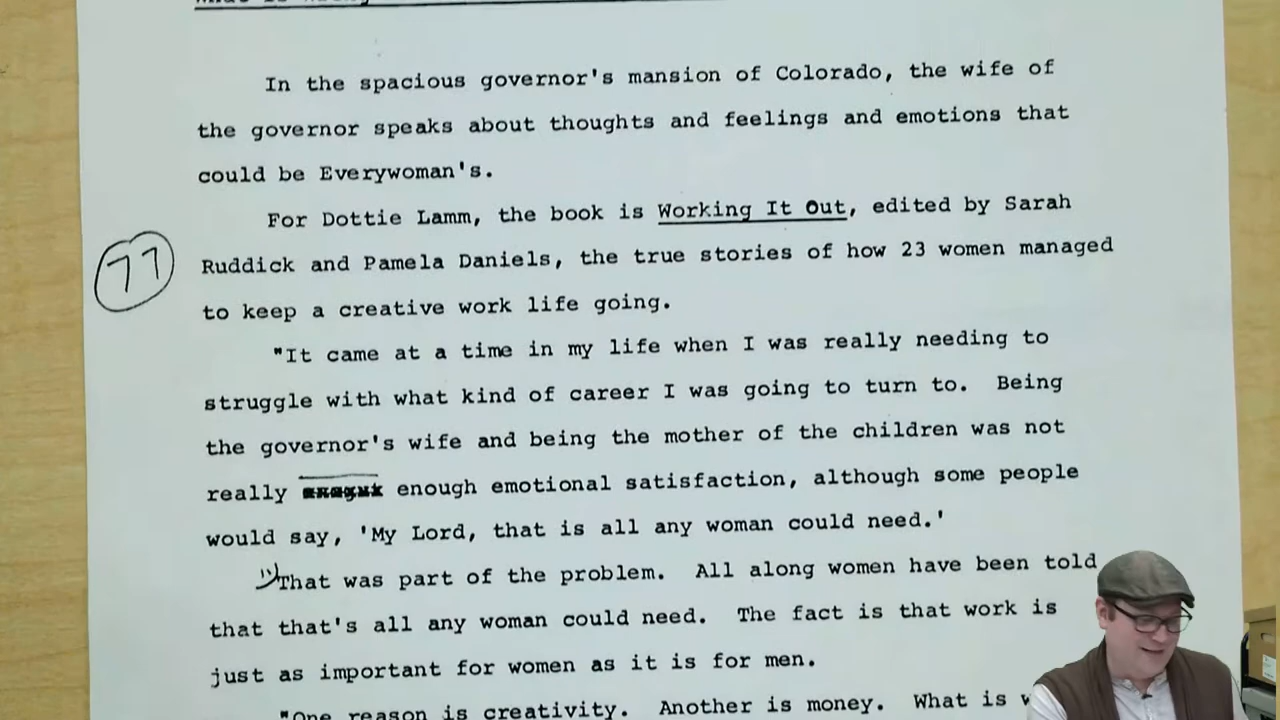 In the spacious governor's mansion of Colorado, the wife of
the governor speaks about thoughts and feelings and emotions that
could be Everywoman's.
For Dottie Lamm, the book is Working It Out, edited by Sarah
77
Ruddick and Pamela Daniels, the true stories of how 23 women managed
to keep a creative work life going.
"It came at a time in my life when I was really needing to
struggle with what kind of career I was going to turn to. Being
the governor's wife and being the mother of the children was not
really enough emotional satisfaction, although some people
would say, 'My Lord, that is all any woman could need.'
"That was part of the problem. All along women have been told
that that's all any woman could need. The fact is that work is
just as important for women as it is for men.
"One reason is creativity. Another is money. What is